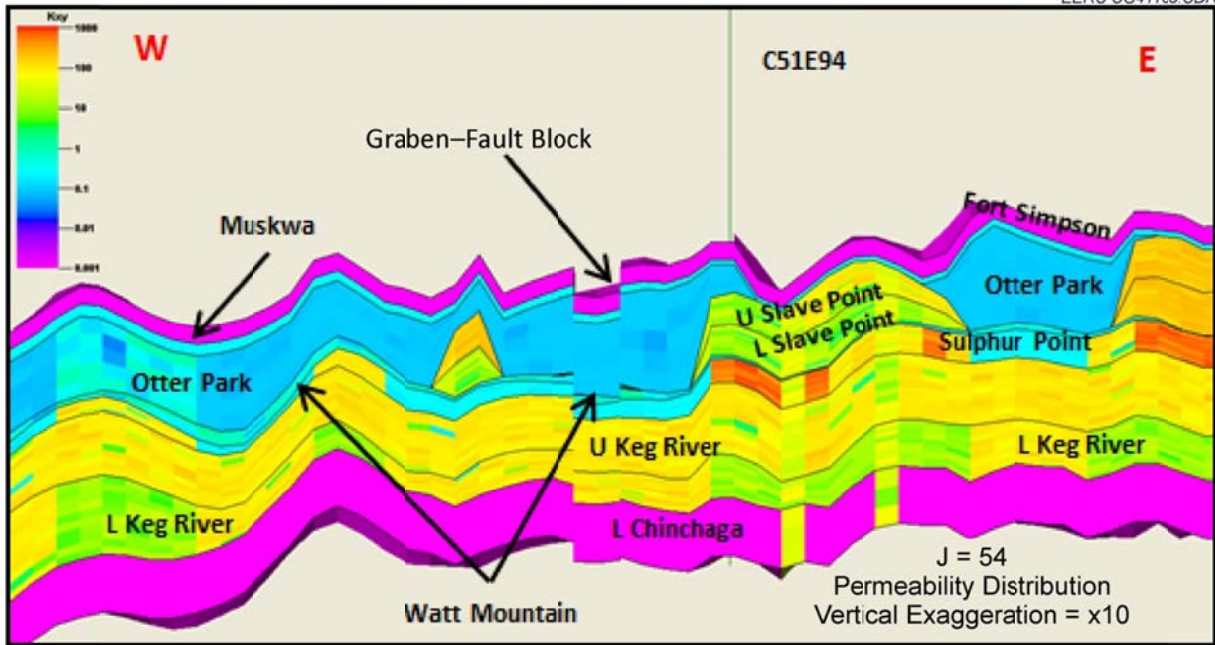 Kxy
1000
100
10
1
0.1
0.01
0.001
W
C51E94
E
Graben–Fault Block
Muskwa
Fort Simpson
Otter Park
U Slave Point
L Slave Point
Sulphur Point
Otter Park
U Keg River
L Keg River
L Keg River
L Chinchaga
Watt Mountain
J = 54
Permeability Distribution
Vertical Exaggeration = x10